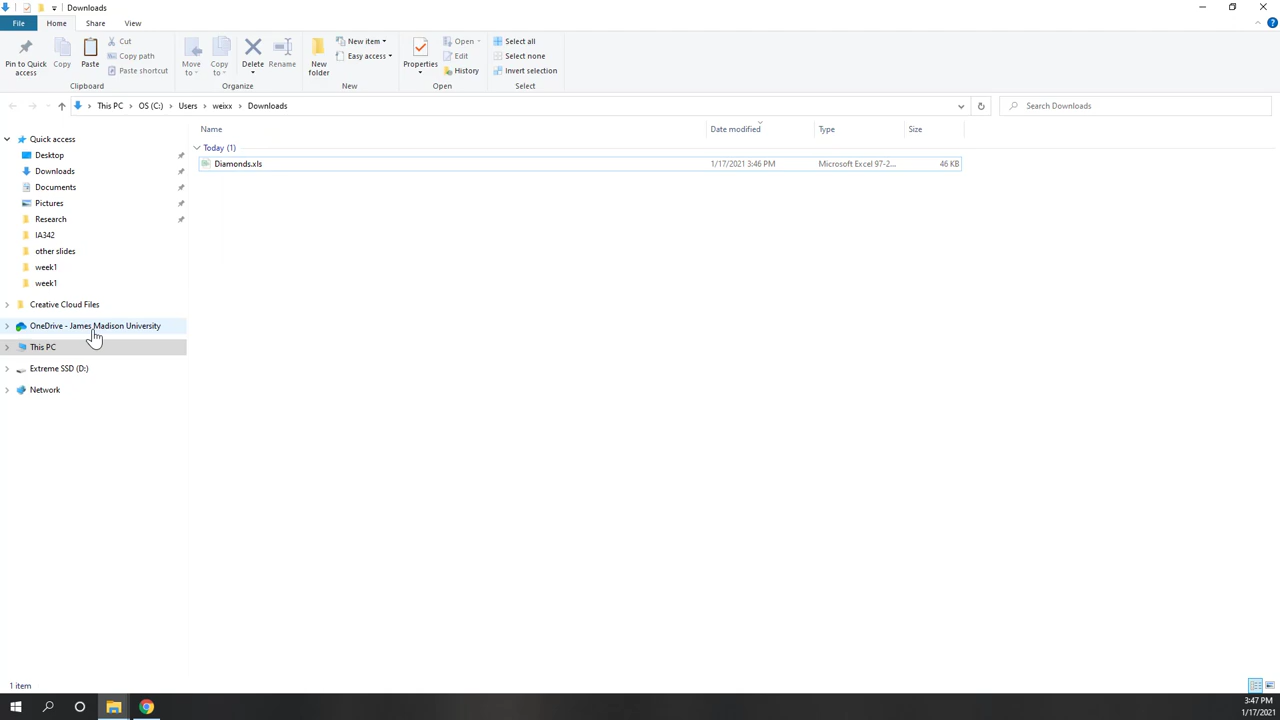 Downloads
File Home Share View
Pin to Quick access
Copy
Paste
Cut
Copy path
Paste shortcut
Clipboard
Move to
Copy to
Delete
Rename
Organize
New folder
New item
Easy access
New
Properties
Open
Edit
History
Open
Select all
Select none
Invert selection
Select
This PC > OS (C:) > Users > weixx > Downloads
Search Downloads
Name Date modified Type Size
Today (1)
Diamonds.xls 1/17/2021 3:46 PM Microsoft Excel 97-2... 46 KB
Quick access
Desktop
Downloads
Documents
Pictures
Research
IA342
other slides
week1
week1
Creative Cloud Files
OneDrive - James Madison University
This PC
Extreme SSD (D:)
Network
1 item
3:47 PM
1/17/2021